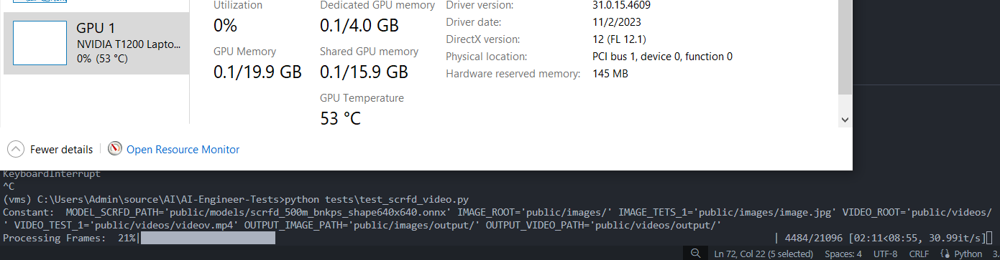 Utilization
0%
GPU Memory
0.1/19.9 GB
Dedicated GPU memory
0.1/4.0 GB
Shared GPU memory
0.1/15.9 GB
GPU Temperature
53 °C
Driver version: 31.0.15.4609
Driver date: 11/2/2023
DirectX version: 12 (FL 12.1)
Physical location: PCI bus 1, device 0, function 0
Hardware reserved memory: 145 MB
GPU 1
NVIDIA T1200 Lapto...
0% (53 °C)
Fewer details
Open Resource Monitor
KeyboardInterrupt
^C
(vms) C:\Users\Admin\source\AI\AI-Engineer-Tests>python tests\test_scrfd_video.py
Constant:  MODEL_SCRFD_PATH='public/models/scrfd_500m_bnkps_shape640x640.onnx' IMAGE_ROOT='public/images/' IMAGE_TETS_1='public/images/image.jpg' VIDEO_ROOT='public/videos/
' VIDEO_TEST_1='public/videos/videov.mp4' OUTPUT_IMAGE_PATH='public/images/output/' OUTPUT_VIDEO_PATH='public/videos/output/'
Processing Frames:  21%| | 4484/21096 [02:11<08:55, 30.99it/s]
Ln 72, Col 22 (5 selected) Spaces: 4 UTF-8 CRLF Python 3.